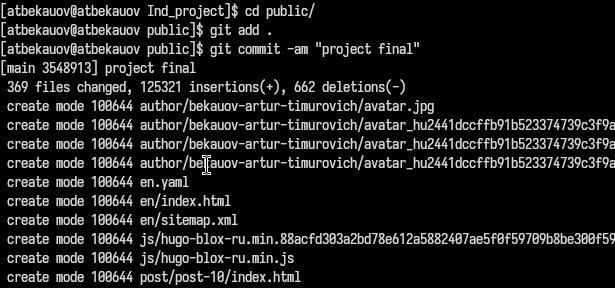 [atbekauov@atbekauov Ind_project]$ cd public/
[atbekauov@atbekauov public]$ git add .
[atbekauov@atbekauov public]$ git commit -am "project final"
[main 3548913] project final
369 files changed, 125321 insertions(+), 662 deletions(-)
create mode 100644 author/bekauov-artur-timurovich/avatar.jpg
create mode 100644 author/bekauov-artur-timurovich/avatar_hu2441dccffb91b523374739c3f9a
create mode 100644 author/bekauov-artur-timurovich/avatar_hu2441dccffb91b523374739c3f9a
create mode 100644 author/bekauov-artur-timurovich/avatar_hu2441dccffb91b523374739c3f9a
create mode 100644 en.yaml
create mode 100644 en/index.html
create mode 100644 en/sitemap.xml
create mode 100644 js/hugo-blox-ru.min.88acfd303a2bd78e612a5882407ae5f0f59709b8be300f59
create mode 100644 js/hugo-blox-ru.min.js
create mode 100644 post/post-10/index.html